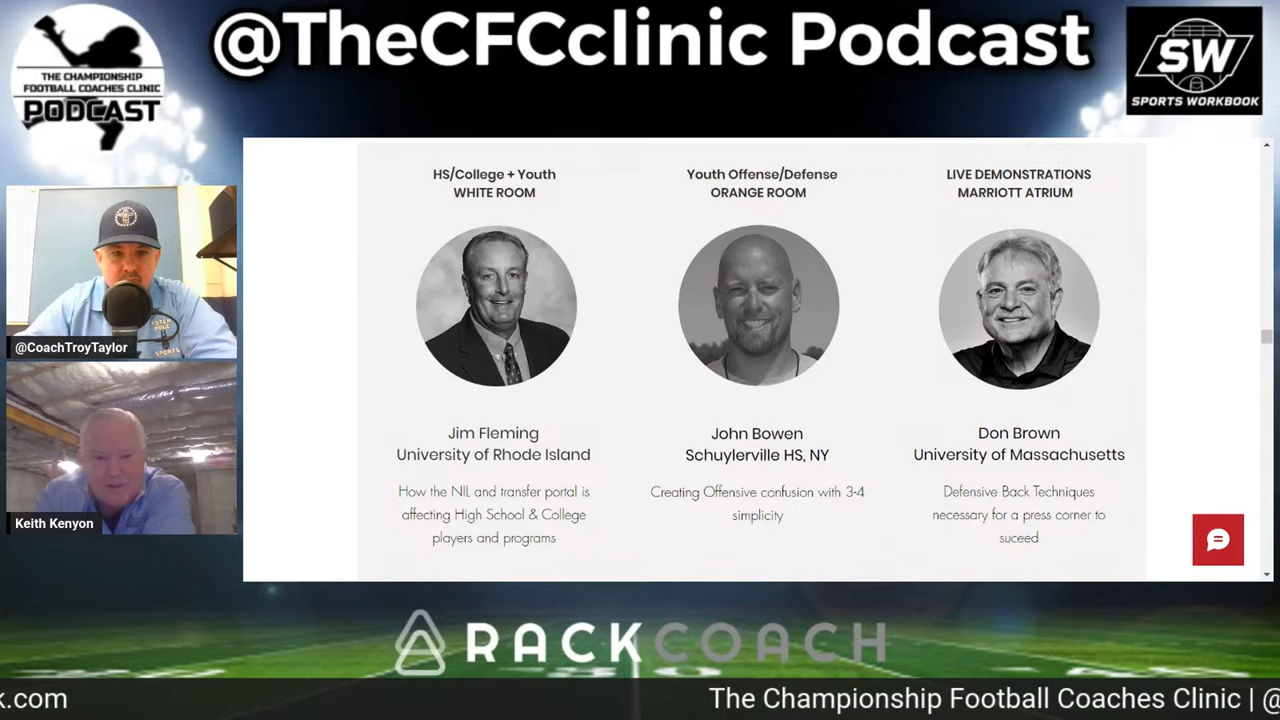 @TheCFCclinic Podcast
THE CHAMPIONSHIP
FOOTBALL COACHES CLINIC
PODCAST
SW
SPORTS WORKBOOK
@CoachTroyTaylor
Keith Kenyon
HS/College + Youth
WHITE ROOM
Jim Fleming
University of Rhode Island
How the NIL and transfer portal is
affecting High School & College
players and programs
Youth Offense/Defense
ORANGE ROOM
John Bowen
Schuylerville HS, NY
Creating Offensive confusion with 3-4
simplicity
LIVE DEMONSTRATIONS
MARRIOTT ATRIUM
Don Brown
University of Massachusetts
Defensive Back Techniques
necessary for a press corner to
suceed
RACKCOACH
k.com
The Championship Football Coaches Clinic | @